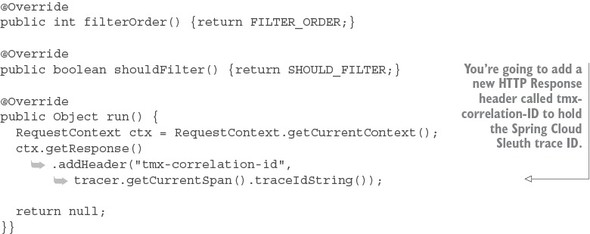 @Override
public int filterOrder() {return FILTER_ORDER;}
@Override
public boolean shouldFilter() {return SHOULD_FILTER;}
@Override
public Object run() {
RequestContext ctx = RequestContext.getCurrentContext();
ctx.getResponse()
.addHeader("tmx-correlation-id",
tracer.getCurrentSpan().traceIdString());
return null;
}}
You're going to add a
new HTTP Response
header called tmx-
correlation-ID to hold
the Spring Cloud
Sleuth trace ID.